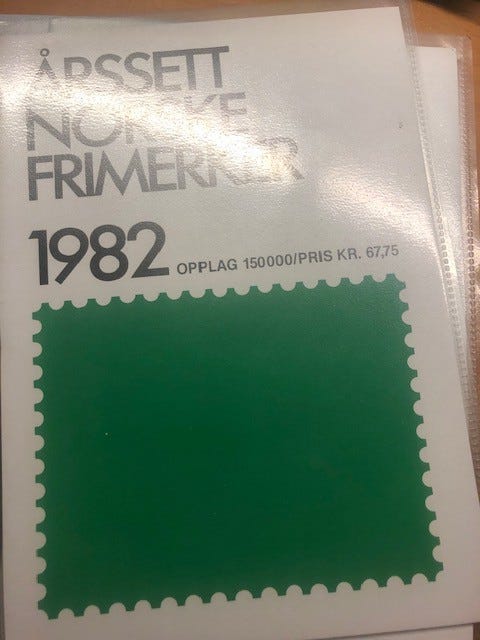 ÅRSSETT
NORSKE
FRIMERKER
1982 OPPLAG 150000/PRIS KR. 67,75